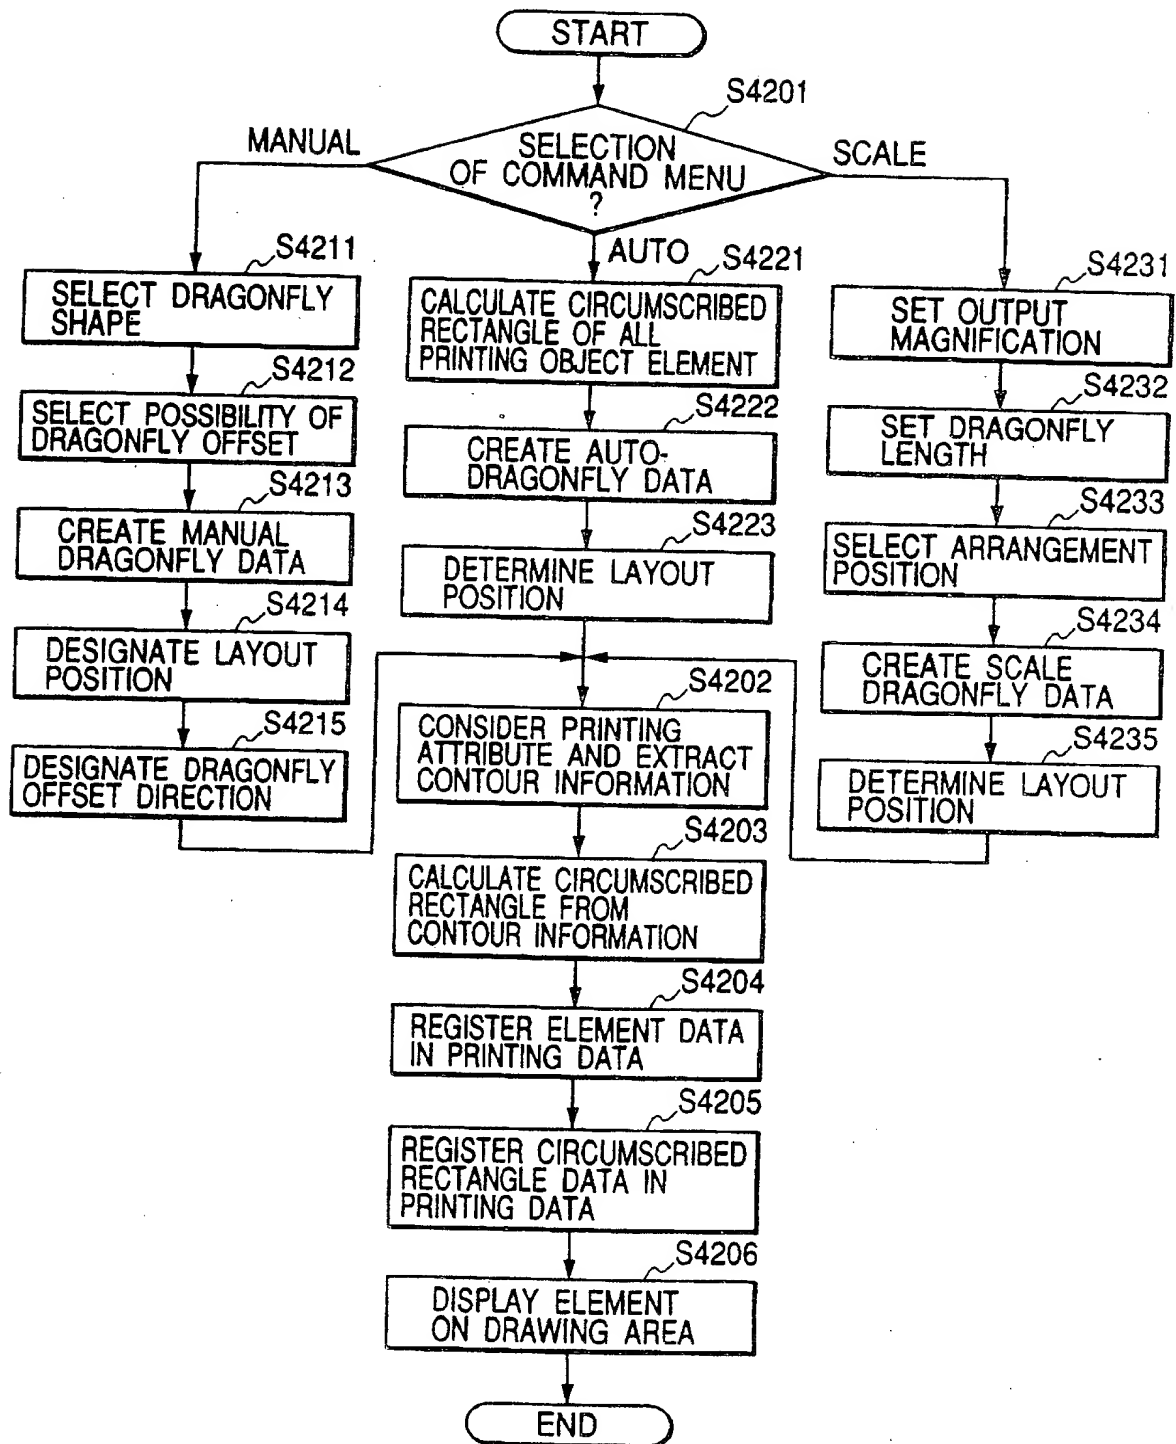 START
S4201
MANUAL
SELECTION
OF COMMAND MENU
?
SCALE
AUTO
S4211
SELECT DRAGONFLY
SHAPE
S4212
SELECT POSSIBILITY OF
DRAGONFLY OFFSET
S4213
CREATE MANUAL
DRAGONFLY DATA
S4214
DESIGNATE LAYOUT
POSITION
S4215
DESIGNATE DRAGONFLY
OFFSET DIRECTION
S4221
CALCULATE CIRCUMSCRIBED
RECTANGLE OF ALL
PRINTING OBJECT ELEMENT
S4222
CREATE AUTO-
DRAGONFLY DATA
S4223
DETERMINE LAYOUT
POSITION
S4231
SET OUTPUT
MAGNIFICATION
S4232
SET DRAGONFLY
LENGTH
S4233
SELECT ARRANGEMENT
POSITION
S4234
CREATE SCALE
DRAGONFLY DATA
S4235
DETERMINE LAYOUT
POSITION
S4202
CONSIDER PRINTING
ATTRIBUTE AND EXTRACT
CONTOUR INFORMATION
S4203
CALCULATE CIRCUMSCRIBED
RECTANGLE FROM
CONTOUR INFORMATION
S4204
REGISTER ELEMENT DATA
IN PRINTING DATA
S4205
REGISTER CIRCUMSCRIBED
RECTANGLE DATA IN
PRINTING DATA
S4206
DISPLAY ELEMENT
ON DRAWING AREA
END